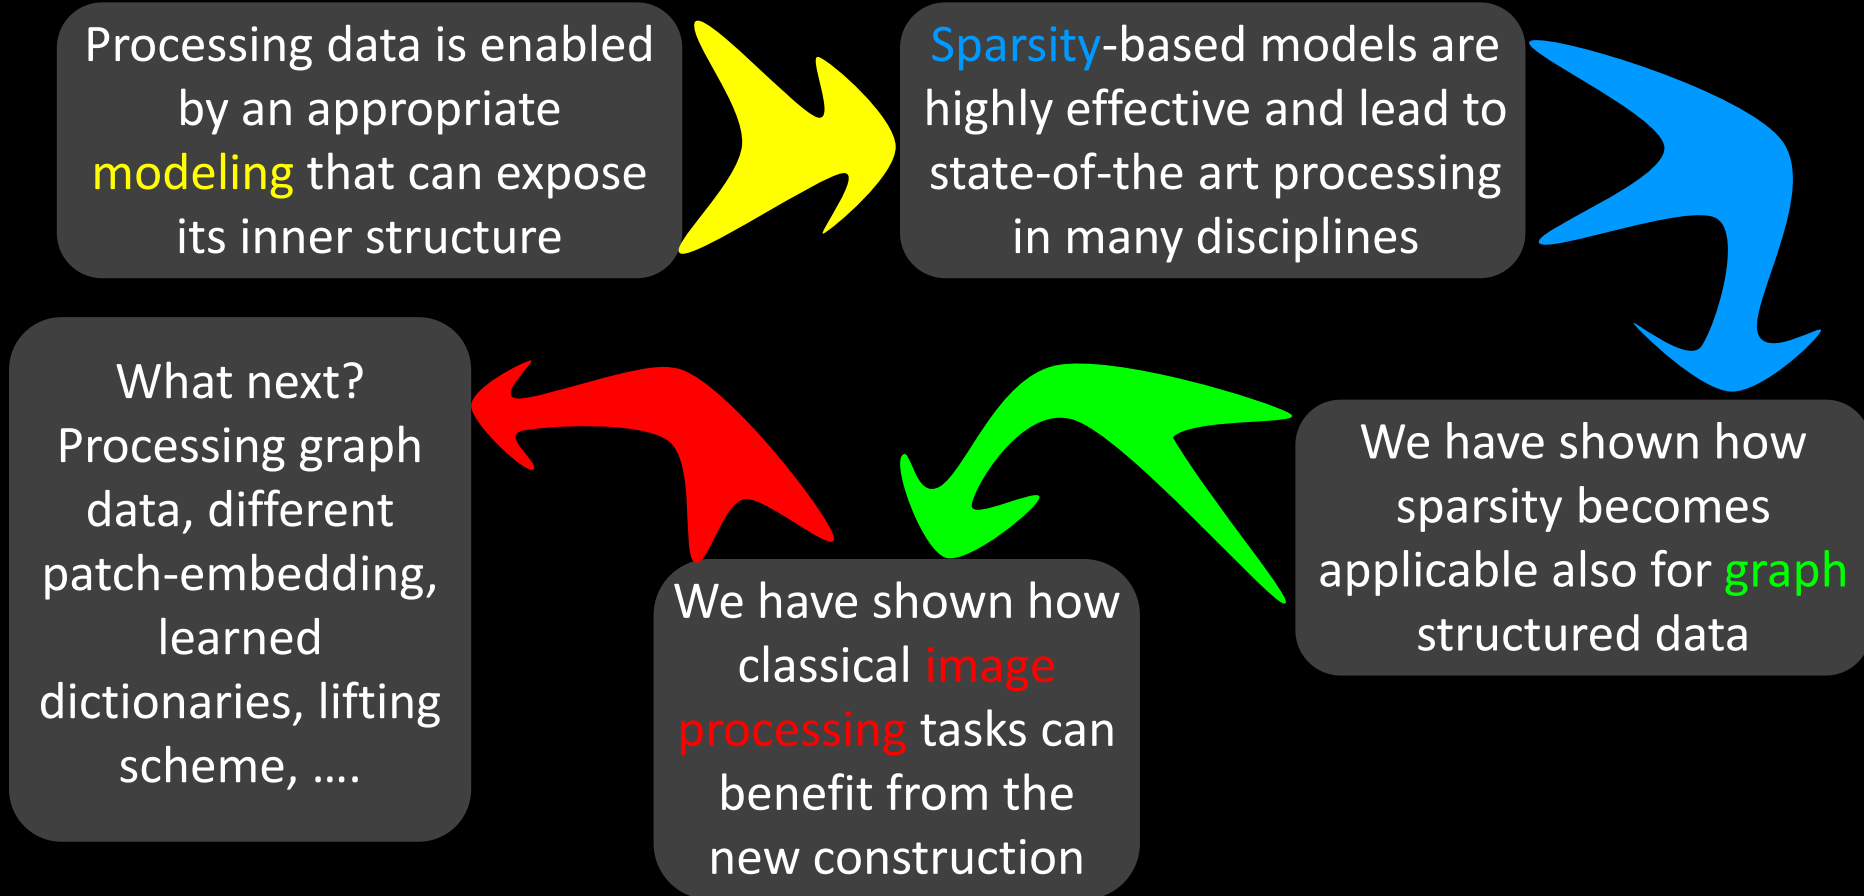 Processing data is enabled
by an appropriate
modeling that can expose
its inner structure
Sparsity-based models are
highly effective and lead to
state-of-the art processing
in many disciplines
We have shown how
sparsity becomes
applicable also for graph
structured data
We have shown how
classical image
processing tasks can
benefit from the
new construction
What next?
Processing graph
data, different
patch-embedding,
learned
dictionaries, lifting
scheme, ….